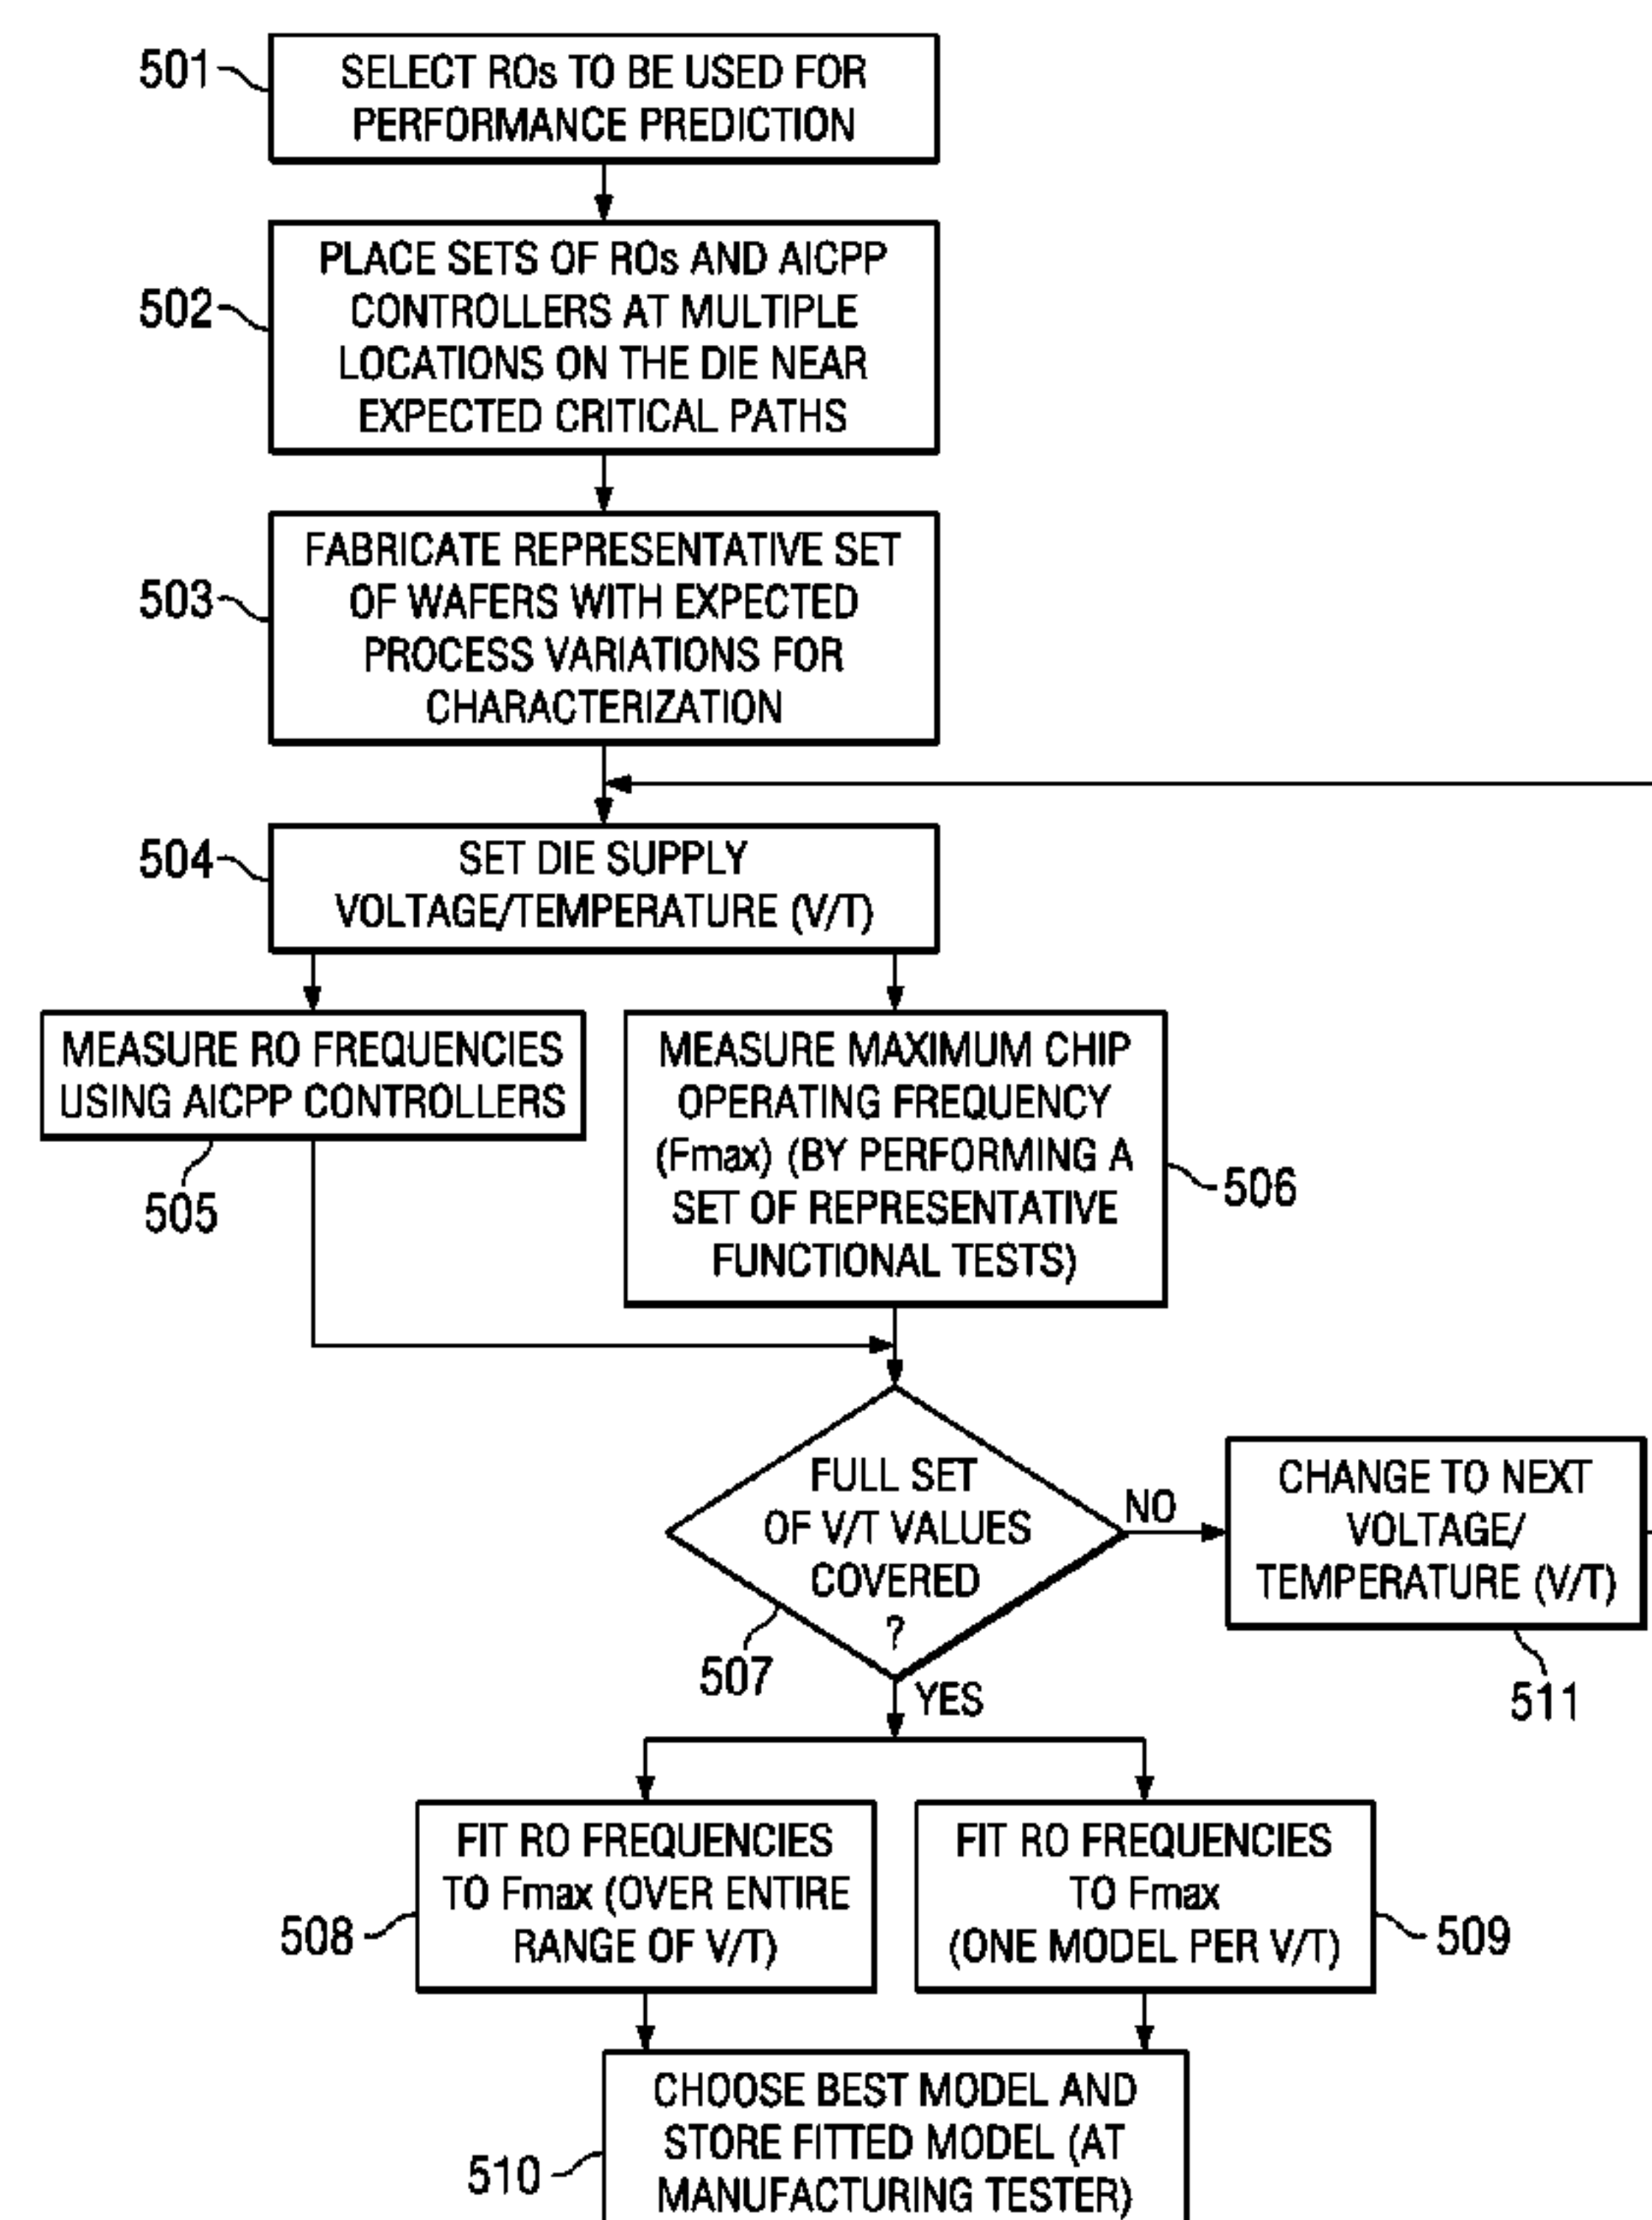 501
SELECT ROs TO BE USED FOR
PERFORMANCE PREDICTION
502
PLACE SETS OF ROs AND AICPP
CONTROLLERS AT MULTIPLE
LOCATIONS ON THE DIE NEAR
EXPECTED CRITICAL PATHS
503
FABRICATE REPRESENTATIVE SET
OF WAFERS WITH EXPECTED
PROCESS VARIATIONS FOR
CHARACTERIZATION
504
SET DIE SUPPLY
VOLTAGE/TEMPERATURE (V/T)
MEASURE RO FREQUENCIES
USING AICPP CONTROLLERS
505
MEASURE MAXIMUM CHIP
OPERATING FREQUENCY
(Fmax) (BY PERFORMING A
SET OF REPRESENTATIVE
FUNCTIONAL TESTS)
506
FULL SET
OF V/T VALUES
COVERED
?
507
NO
CHANGE TO NEXT
VOLTAGE/
TEMPERATURE (V/T)
511
YES
FIT RO FREQUENCIES
TO Fmax (OVER ENTIRE
RANGE OF V/T)
508
FIT RO FREQUENCIES
TO Fmax
(ONE MODEL PER V/T)
509
CHOOSE BEST MODEL AND
STORE FITTED MODEL (AT
MANUFACTURING TESTER)
510